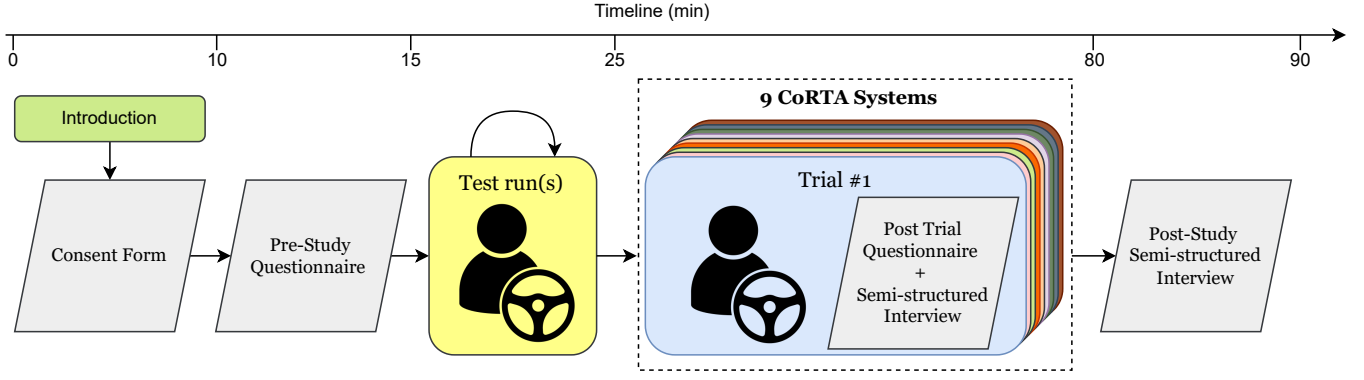 Timeline (min)
0 10 15 25 80 90
Introduction
Consent Form
Pre-Study
Questionnaire
Test run(s)
9 CoRTA Systems
Trial #1
Post Trial
Questionnaire
+
Semi-structured
Interview
Post-Study
Semi-structured
Interview